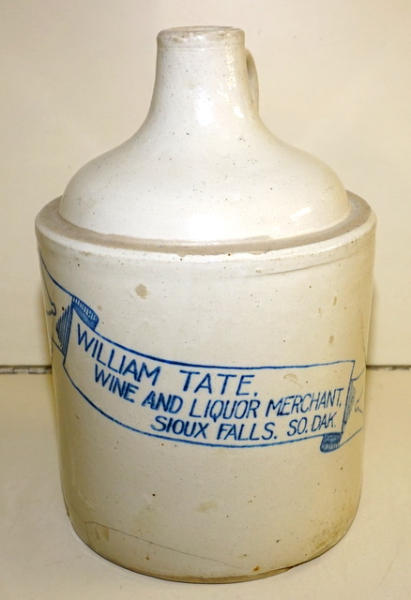 WILLIAM TATE.
WINE AND LIQUOR MERCHANT.
SIOUX FALLS. SO. DAK.